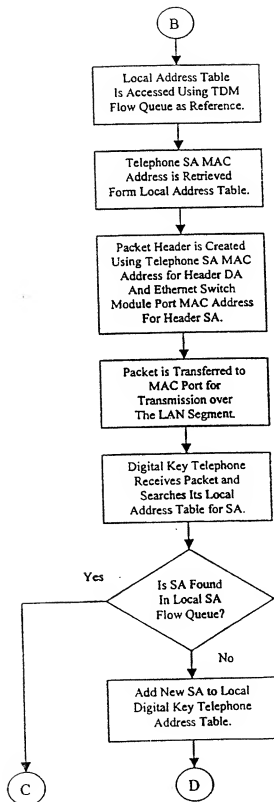 B
Local Address Table
Is Accessed Using TDM
Flow Queue as Reference.
Telephone SA MAC
Address is Retrieved
Form Local Address Table.
Packet Header is Created
Using Telephone SA MAC
Address for Header DA
And Ethernet Switch
Module Port MAC Address
For Header SA.
Packet is Transferred to
MAC Port for
Transmission over
The LAN Segment.
Digital Key Telephone
Receives Packet and
Searches Its Local
Address Table for SA.
Yes
Is SA Found
In Local SA
Flow Queue?
No
Add New SA to Local
Digital Key Telephone
Address Table.
C
D